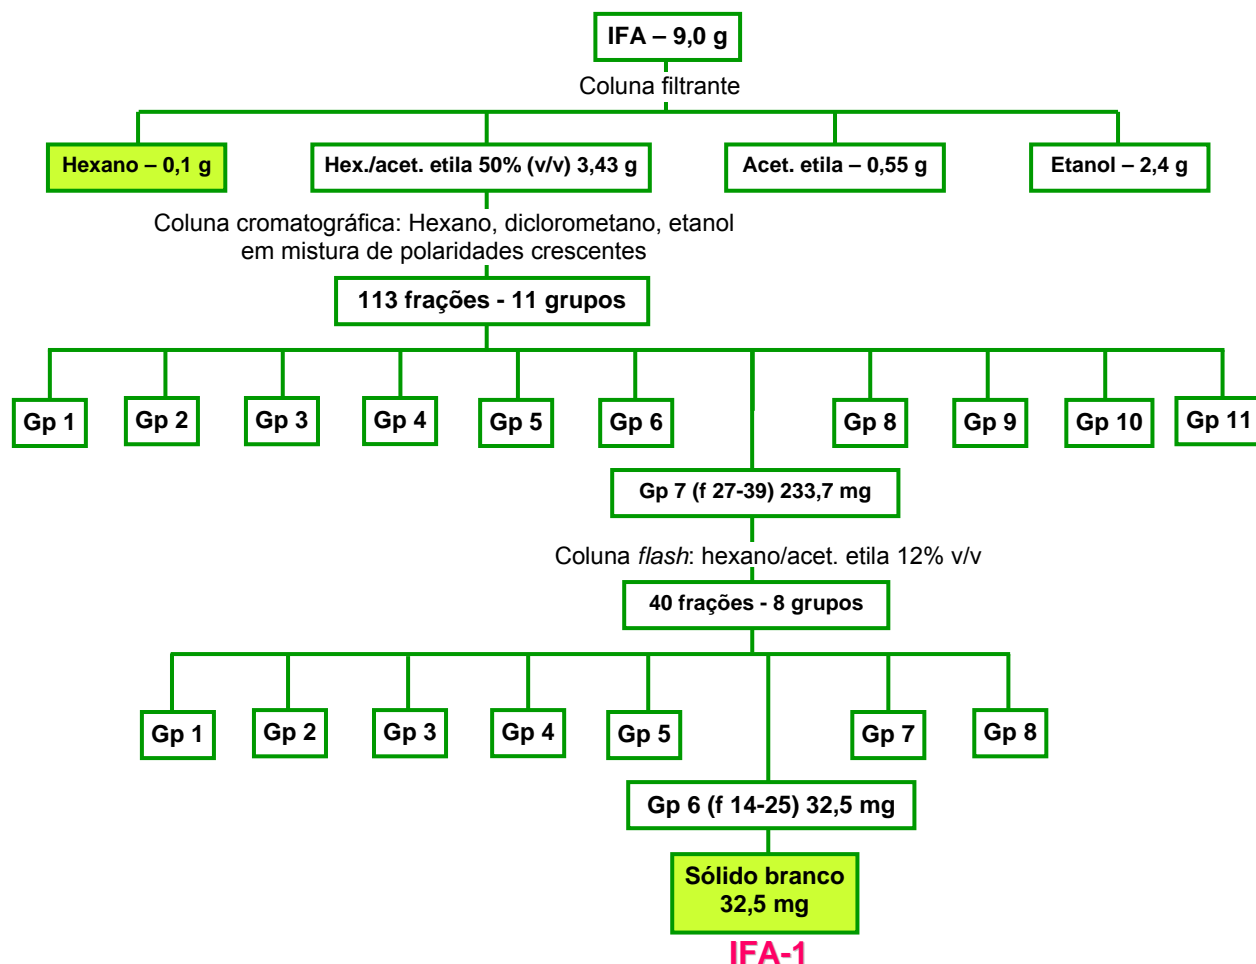 IFA – 9,0 g
Coluna filtrante
Hexano – 0,1 g
Hex./acet. etila 50% (v/v) 3,43 g
Acet. etila – 0,55 g
Etanol – 2,4 g
Coluna cromatográfica: Hexano, diclorometano, etanol
em mistura de polaridades crescentes
113 frações - 11 grupos
Gp 1
Gp 2
Gp 3
Gp 4
Gp 5
Gp 6
Gp 8
Gp 9
Gp 10
Gp 11
Gp 7 (f 27-39) 233,7 mg
Coluna flash: hexano/acet. etila 12% v/v
40 frações - 8 grupos
Gp 1
Gp 2
Gp 3
Gp 4
Gp 5
Gp 7
Gp 8
Gp 6 (f 14-25) 32,5 mg
Sólido branco
32,5 mg
IFA-1